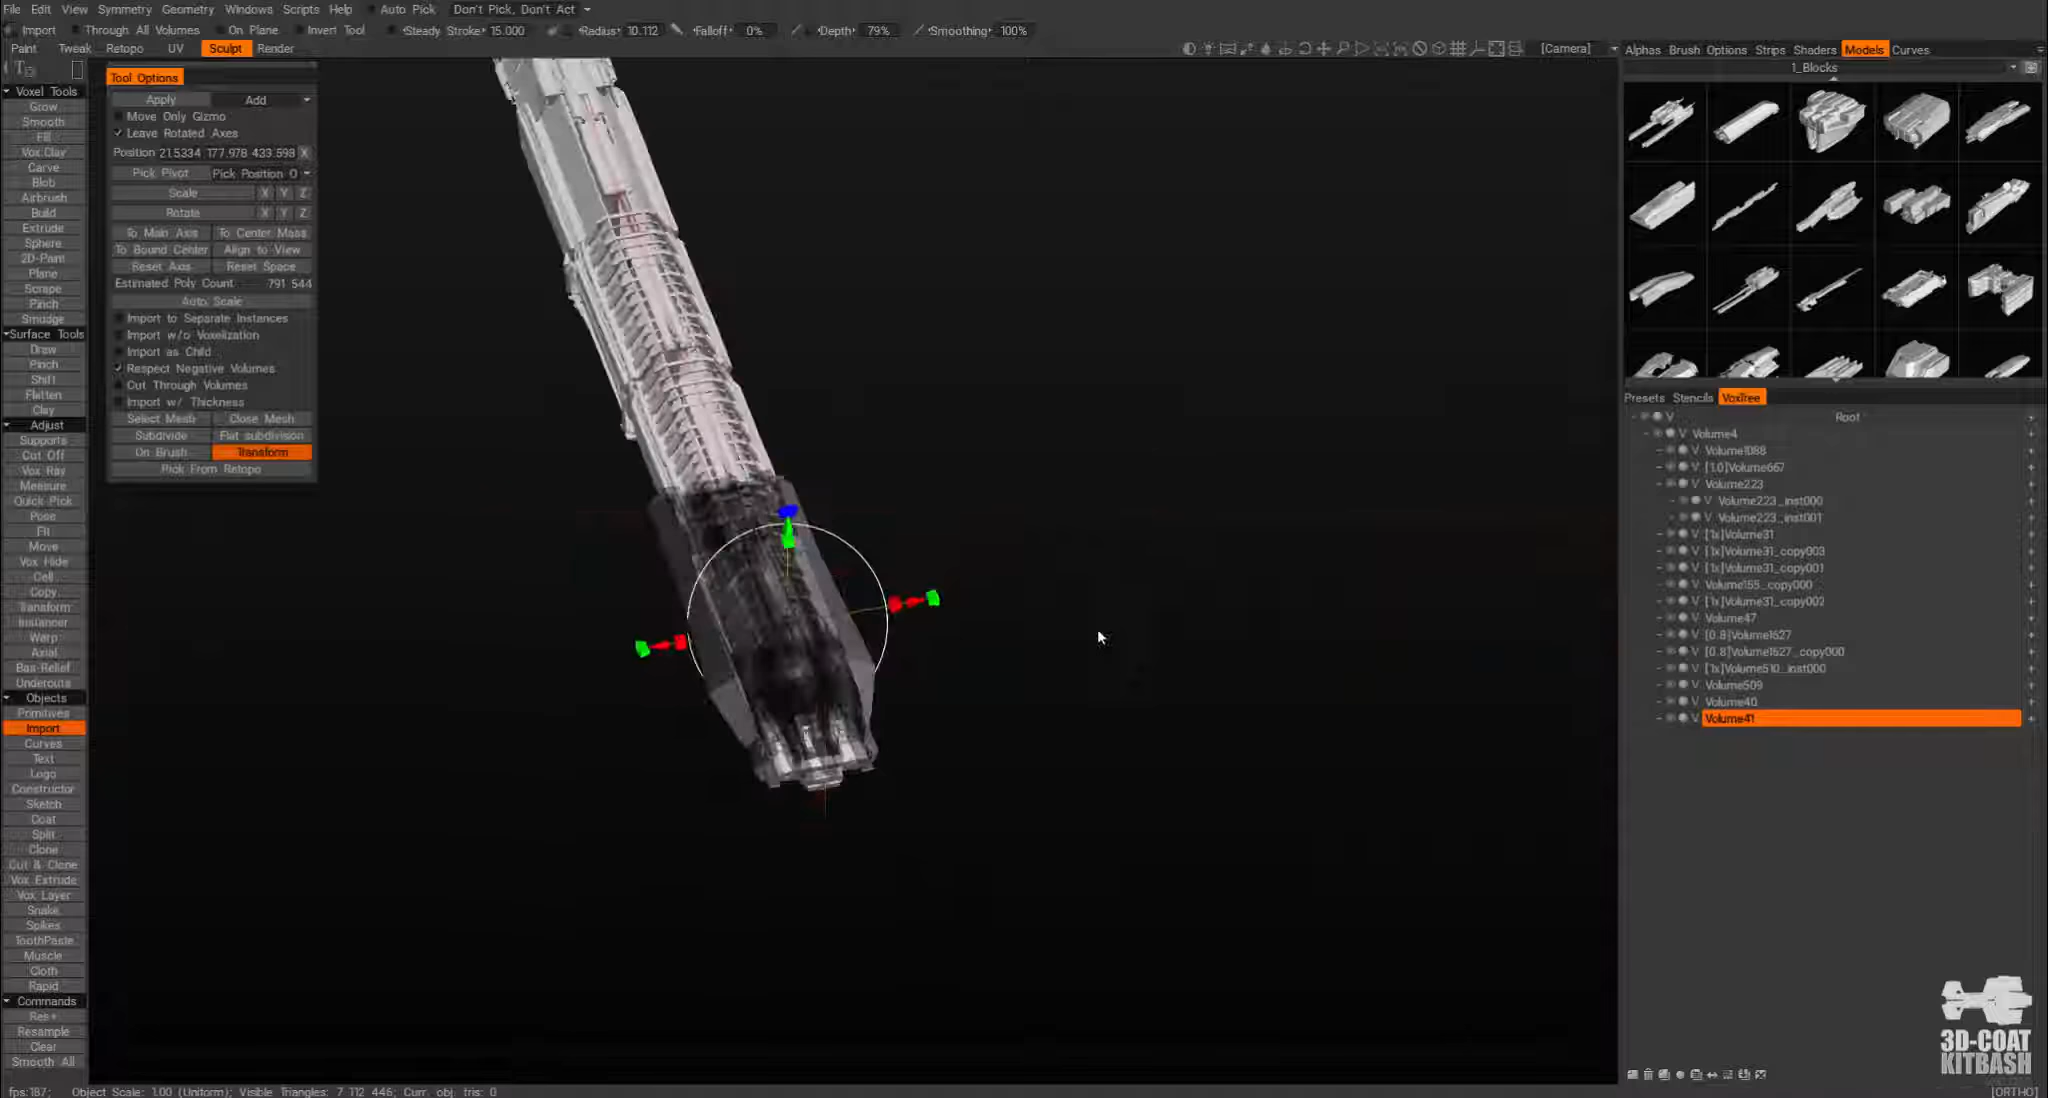 File Edit View Symmetry Geometry Windows Scripts Help Auto Pick Don't Pick, Don't Act
Import Through All Volumes On Plane Invert Tool Steady Stroke 15.000 Radius 10.112 Falloff 0% Depth 79% Smoothing 100%
Paint Tweak Retopo UV Sculpt Render [Camera] Alphas Brush Options Strips Shaders Models Curves
1_Blocks
Voxel Tools
Grow
Smooth
Fill
Vox Clay
Carve
Blob
Airbrush
Build
Extrude
Sphere
2D-Paint
Plane
Scrape
Pinch
Smudge
Surface Tools
Draw
Pinch
Shift
Flatten
Clay
Adjust
Supports
Cut Off
Vox Ray
Measure
Quick Pick
Pose
Fit
Move
Vox Hide
Cell
Copy
Transform
Instancer
Warp
Axial
Bas-Relief
Undercuts
Objects
Primitives
Import
Curves
Text
Logo
Constructor
Sketch
Coat
Split
Clone
Cut & Clone
Vox Extrude
Vox Layer
Snake
Spikes
ToothPaste
Muscle
Cloth
Rapid
Commands
Res+
Resample
Clear
Smooth All
Tool Options
Apply Add
Move Only Gizmo
Leave Rotated Axes
Position 21.5334 177.978 433.593 X
Pick Pivot Pick Position O
Scale X Y Z
Rotate X Y Z
To Main Axis To Center Mass
To Bound Center Align to View
Reset Axis Reset Space
Estimated Poly Count 791 544
Auto Scale
Import to Separate Instances
Import w/o Voxelization
Import as Child
Respect Negative Volumes
Cut Through Volumes
Import w/ Thickness
Select Mesh Close Mesh
Subdivide Flat subdivision
On Brush Transform
Pick From Retopo
Presets Stencils VoxTree
V Root
V Volume4
V Volume1088
V [1.0]Volume667
V Volume223
V Volume223_inst000
V Volume223_inst001
V [1x]Volume31
V [1x]Volume31_copy003
V [1x]Volume31_copy001
V Volume155_copy000
V [1x]Volume31_copy002
V Volume47
V [0.8]Volume1627
V [0.8]Volume1627_copy000
V [1x]Volume510_inst000
V Volume509
V Volume40
V Volume41
3D-COAT
KITBASH
fps:187; Object Scale: 1.00 (Uniform); Visible Triangles: 7 112 446; Curr. obj. tris: 0
[ORTHO]